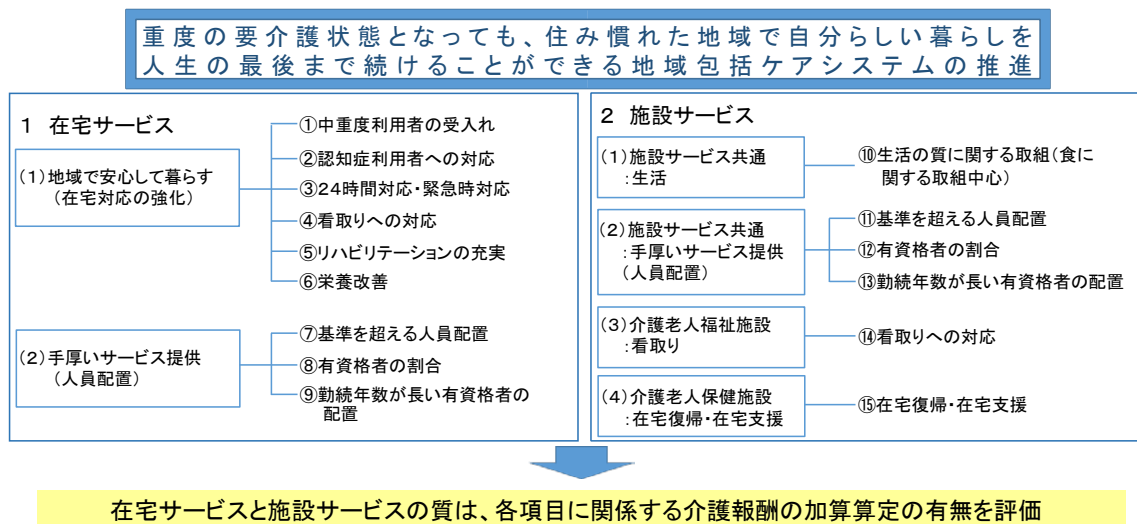 重度の要介護状態となっても、住み慣れた地域で自分らしい暮らしを
人生の最後まで続けることができる地域包括ケアシステムの推進
1 在宅サービス
(1)地域で安心して暮らす
(在宅対応の強化)
①中重度利用者の受入れ
②認知症利用者への対応
③24時間対応・緊急時対応
④看取りへの対応
⑤リハビリテーションの充実
⑥栄養改善
(2)手厚いサービス提供
(人員配置)
⑦基準を超える人員配置
⑧有資格者の割合
⑨勤続年数が長い有資格者の
配置
2 施設サービス
(1)施設サービス共通
:生活
⑩生活の質に関する取組(食に
関する取組中心)
(2)施設サービス共通
:手厚いサービス提供
(人員配置)
⑪基準を超える人員配置
⑫有資格者の割合
⑬勤続年数が長い有資格者の配置
(3)介護老人福祉施設
:看取り
⑭看取りへの対応
(4)介護老人保健施設
:在宅復帰・在宅支援
⑮在宅復帰・在宅支援
在宅サービスと施設サービスの質は、各項目に関係する介護報酬の加算算定の有無を評価